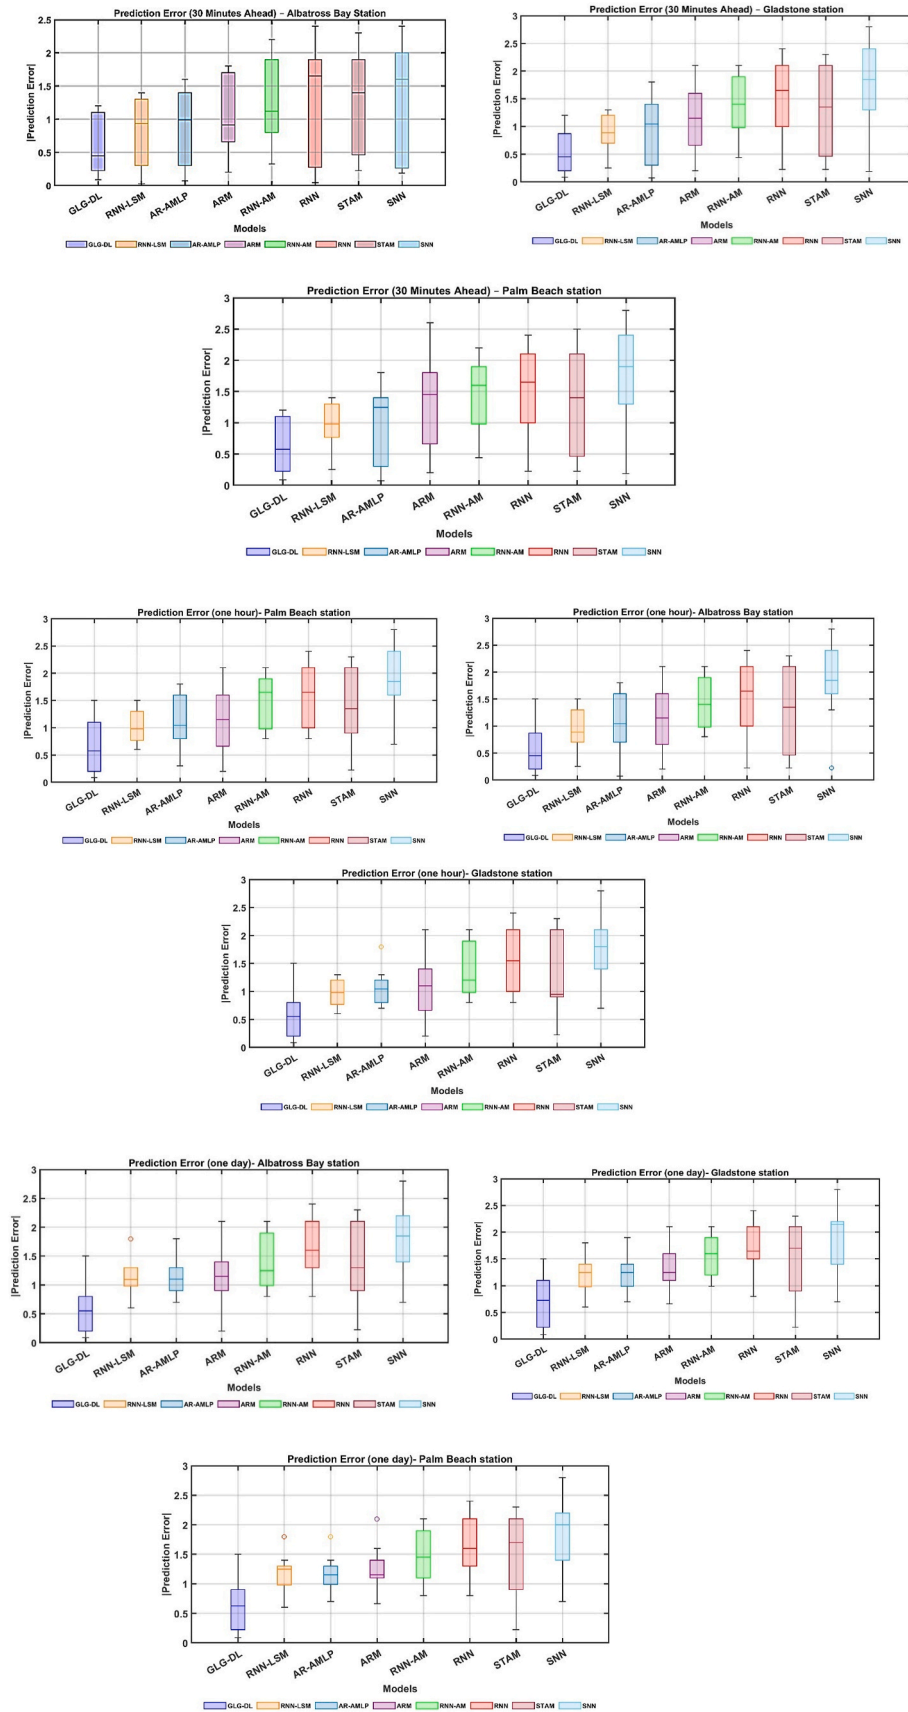 Prediction Error (30 Minutes Ahead) – Albatross Bay Station
|Prediction Error|
2.5
2
1.5
1
0.5
0
GLG-DL RNN-LSM AR-AMLP ARM RNN-AM RNN STAM SNN
Models
GLG-DL RNN-LSM AR-AMLP ARM RNN-AM RNN STAM SNN
Prediction Error (30 Minutes Ahead) – Gladstone station
|Prediction Error|
3
2.5
2
1.5
1
0.5
0
GLG-DL RNN-LSM AR-AMLP ARM RNN-AM RNN STAM SNN
Models
GLG-DL RNN-LSM AR-AMLP ARM RNN-AM RNN STAM SNN
Prediction Error (30 Minutes Ahead) – Palm Beach station
|Prediction Error|
3
2.5
2
1.5
1
0.5
0
GLG-DL RNN-LSM AR-AMLP ARM RNN-AM RNN STAM SNN
Models
GLG-DL RNN-LSM AR-AMLP ARM RNN-AM RNN STAM SNN
Prediction Error (one hour)- Palm Beach station
|Prediction Error|
3
2.5
2
1.5
1
0.5
0
GLG-DL RNN-LSM AR-AMLP ARM RNN-AM RNN STAM SNN
Models
GLG-DL RNN-LSM AR-AMLP ARM RNN-AM RNN STAM SNN
Prediction Error (one hour)- Albatross Bay station
|Prediction Error|
3
2.5
2
1.5
1
0.5
0
GLG-DL RNN-LSM AR-AMLP ARM RNN-AM RNN STAM SNN
Models
GLG-DL RNN-LSM AR-AMLP ARM RNN-AM RNN STAM SNN
Prediction Error (one hour)- Gladstone station
|Prediction Error|
3
2.5
2
1.5
1
0.5
0
GLG-DL RNN-LSM AR-AMLP ARM RNN-AM RNN STAM SNN
Models
GLG-DL RNN-LSM AR-AMLP ARM RNN-AM RNN STAM SNN
Prediction Error (one day)- Albatross Bay station
|Prediction Error|
3
2.5
2
1.5
1
0.5
0
GLG-DL RNN-LSM AR-AMLP ARM RNN-AM RNN STAM SNN
Models
GLG-DL RNN-LSM AR-AMLP ARM RNN-AM RNN STAM SNN
Prediction Error (one day)- Gladstone station
|Prediction Error|
3
2.5
2
1.5
1
0.5
0
GLG-DL RNN-LSM AR-AMLP ARM RNN-AM RNN STAM SNN
Models
GLG-DL RNN-LSM AR-AMLP ARM RNN-AM RNN STAM SNN
Prediction Error (one day)- Palm Beach station
|Prediction Error|
3
2.5
2
1.5
1
0.5
0
GLG-DL RNN-LSM AR-AMLP ARM RNN-AM RNN STAM SNN
Models
GLG-DL RNN-LSM AR-AMLP ARM RNN-AM RNN STAM SNN